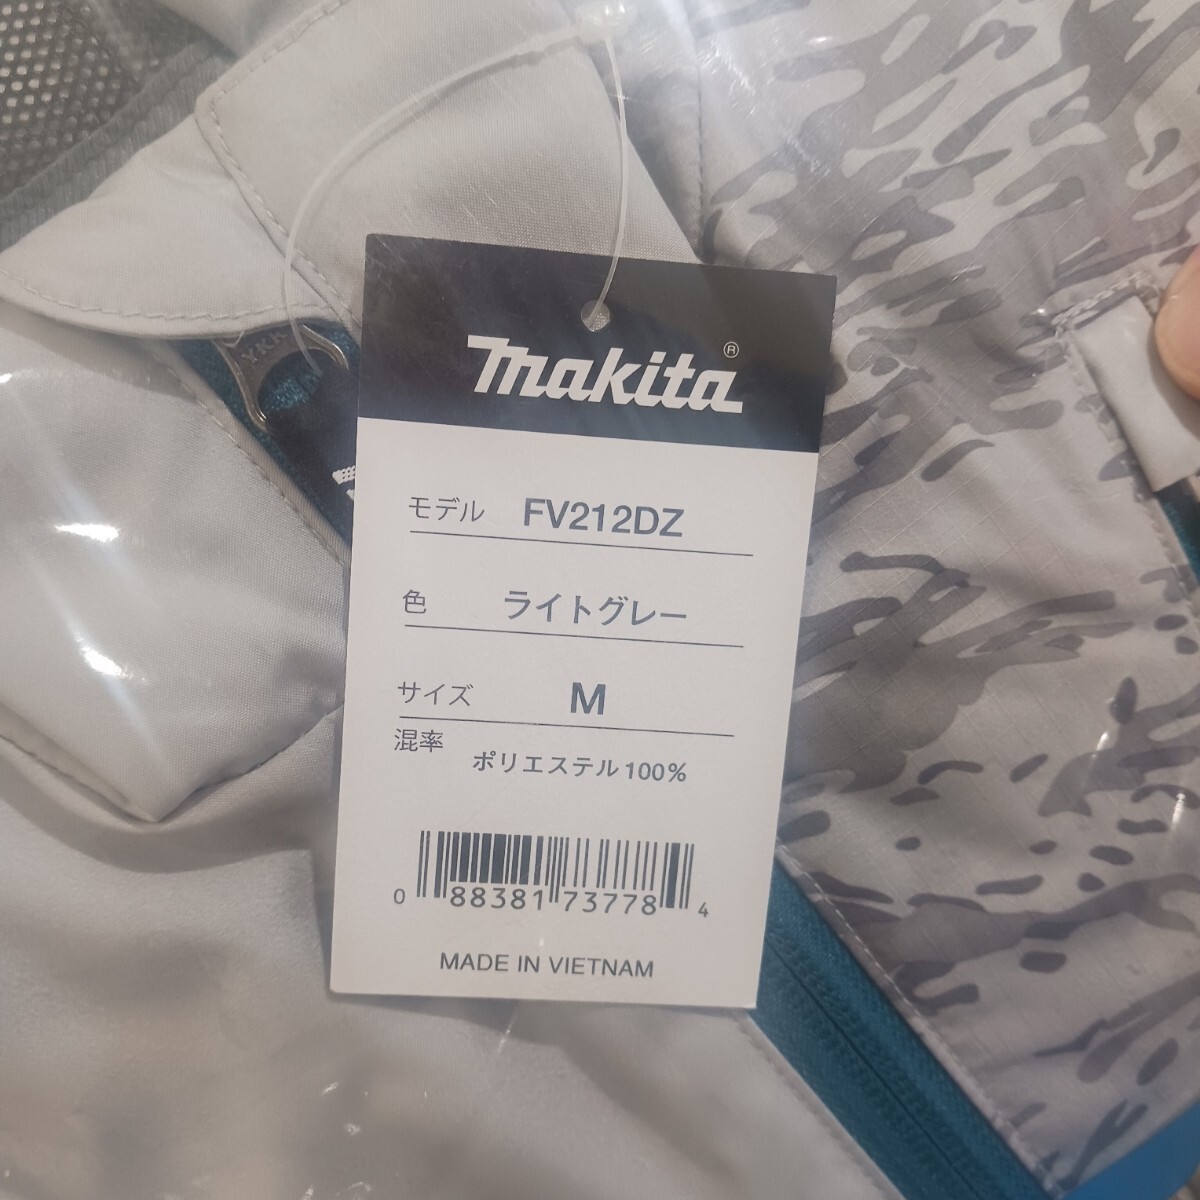 YKK
makita®
モデル FV212DZ
色 ライトグレー
サイズ M
混率 ポリエステル100%
0 88381 73778 4
MADE IN VIETNAM